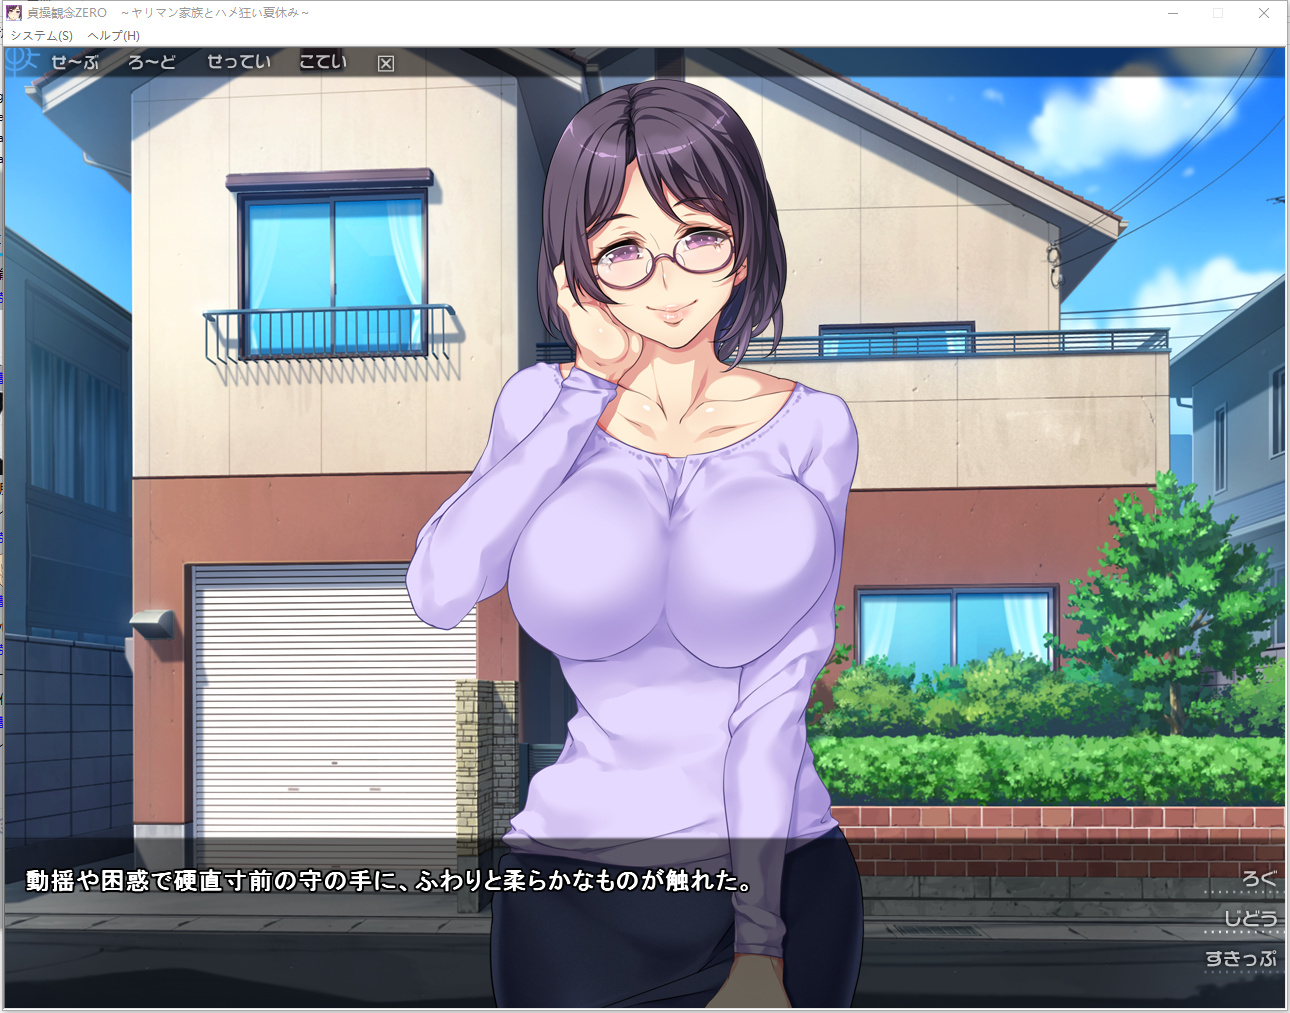 貞操観念ZERO　～ヤリマン家族とハメ狂い夏休み～
システム(S)　ヘルプ(H)
せ～ぶ　ろ～ど　せってい　こてい
動揺や困惑で硬直寸前の守の手に、ふわりと柔らかなものが触れた。
ろぐ
じどう
すきっぷ